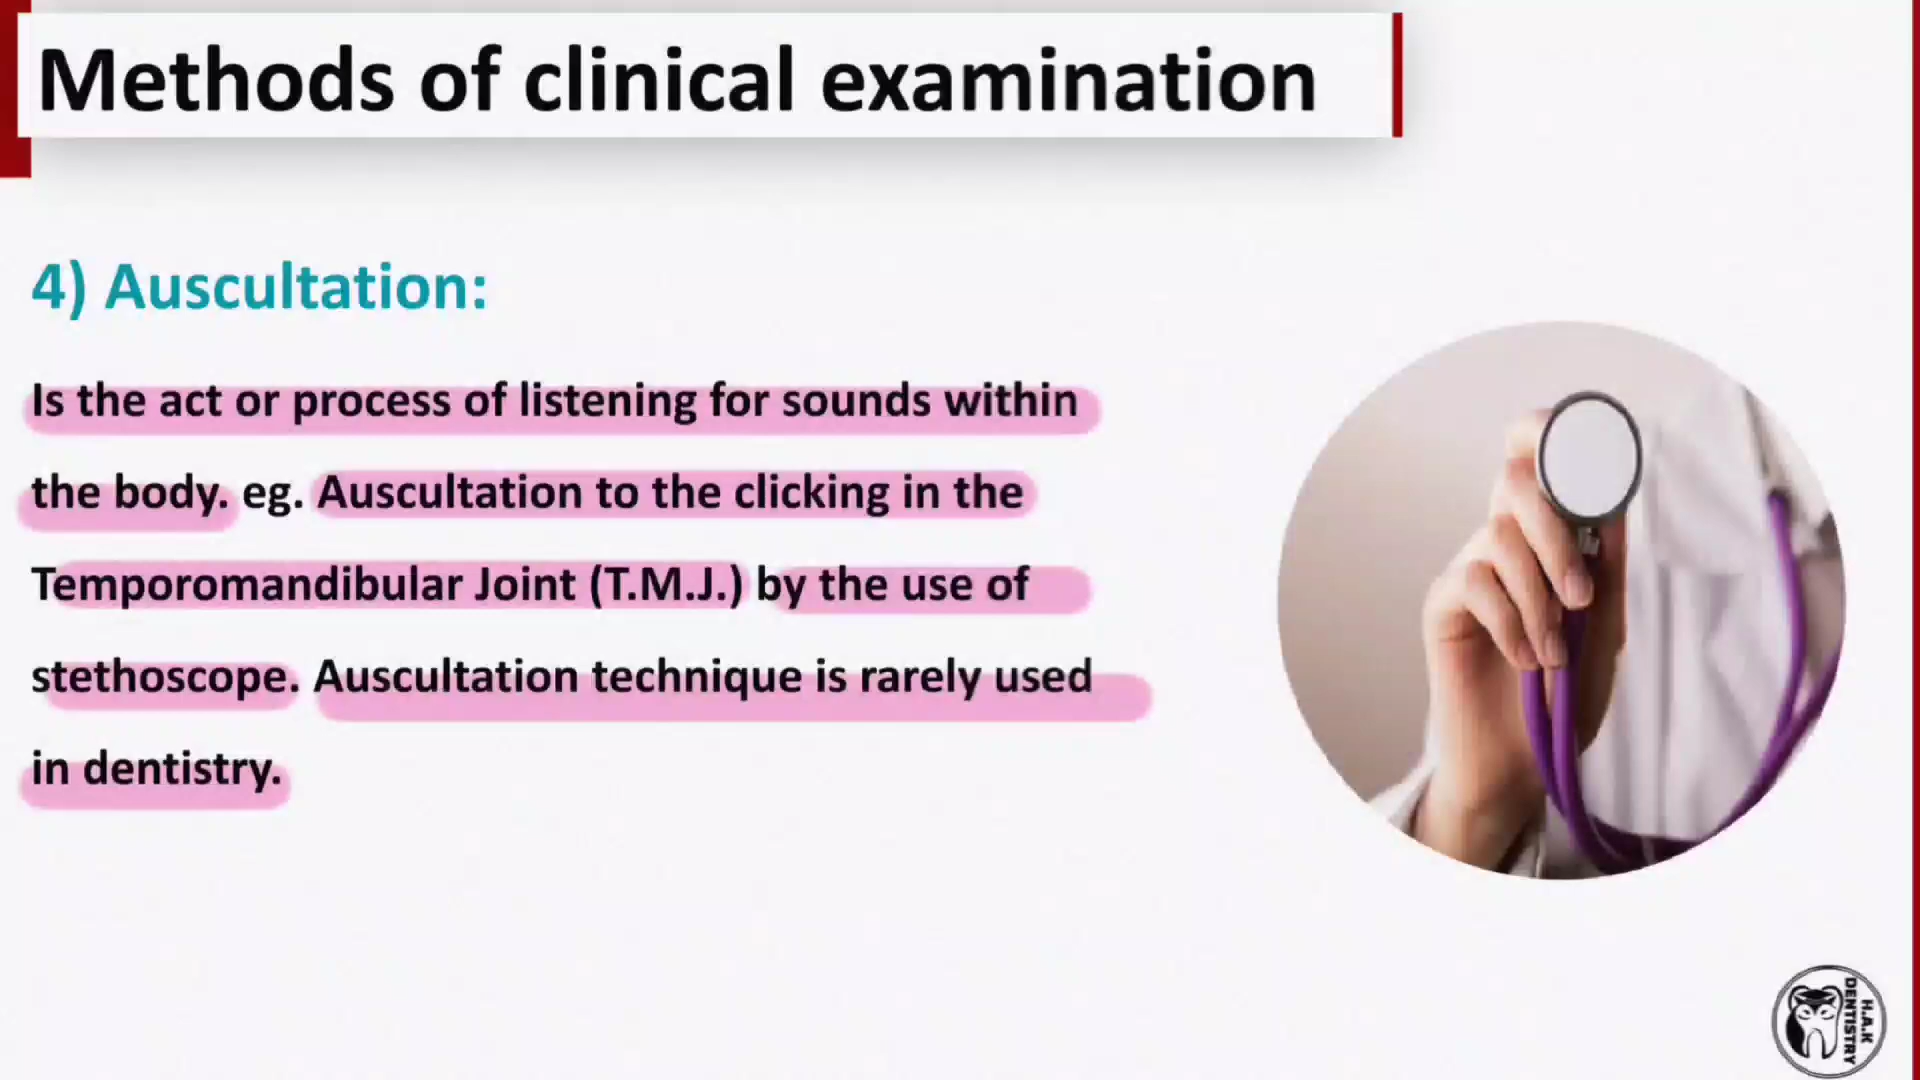 Methods of clinical examination
4) Auscultation:
Is the act or process of listening for sounds within
the body. eg. Auscultation to the clicking in the
Temporomandibular Joint (T.M.J.) by the use of
stethoscope. Auscultation technique is rarely used
in dentistry.
H.A.K
DENTISTRY